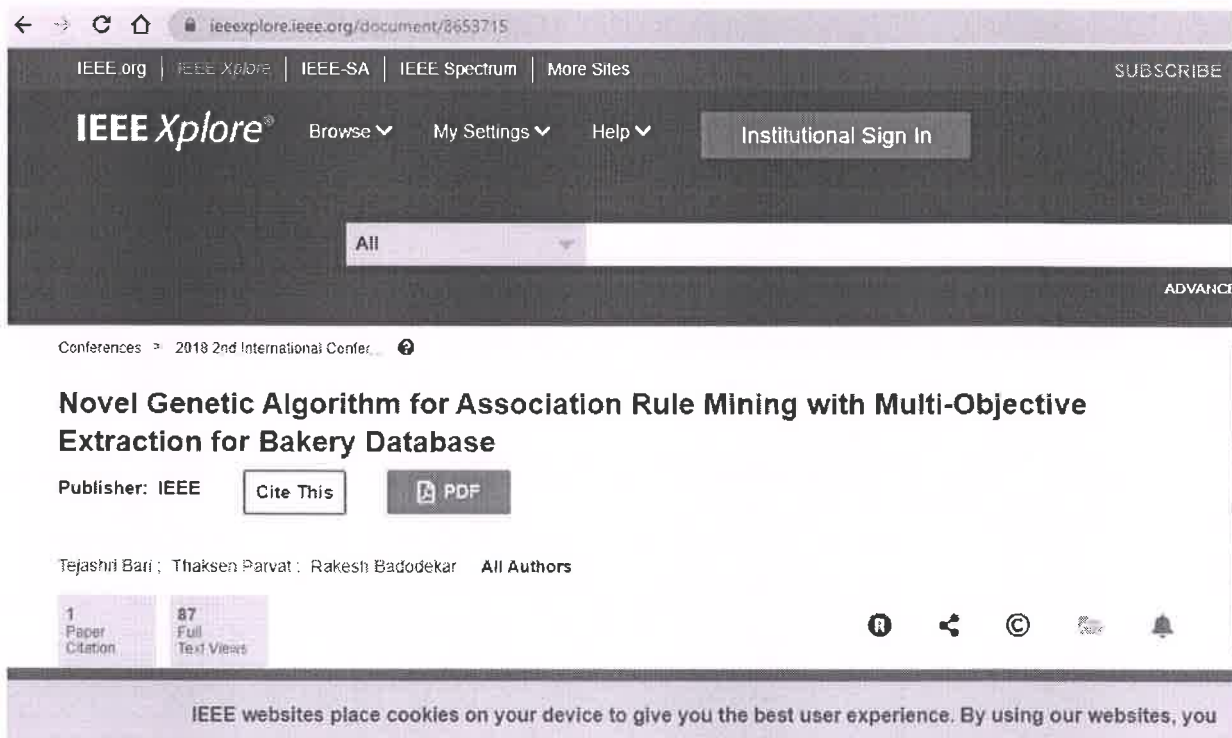 ieeexplore.ieee.org/document/8653715
IEEE.org | IEEE Xplore | IEEE-SA | IEEE Spectrum | More Sites SUBSCRIBE
IEEE Xplore® Browse My Settings Help Institutional Sign In
All
ADVANCE
Conferences > 2018 2nd International Confer...
Novel Genetic Algorithm for Association Rule Mining with Multi-Objective
Extraction for Bakery Database
Publisher: IEEE Cite This PDF
Tejashri Bari ; Thaksen Parvat ; Rakesh Badodekar All Authors
1 87
Paper Full
Citation Text Views
R ©
IEEE websites place cookies on your device to give you the best user experience. By using our websites, you